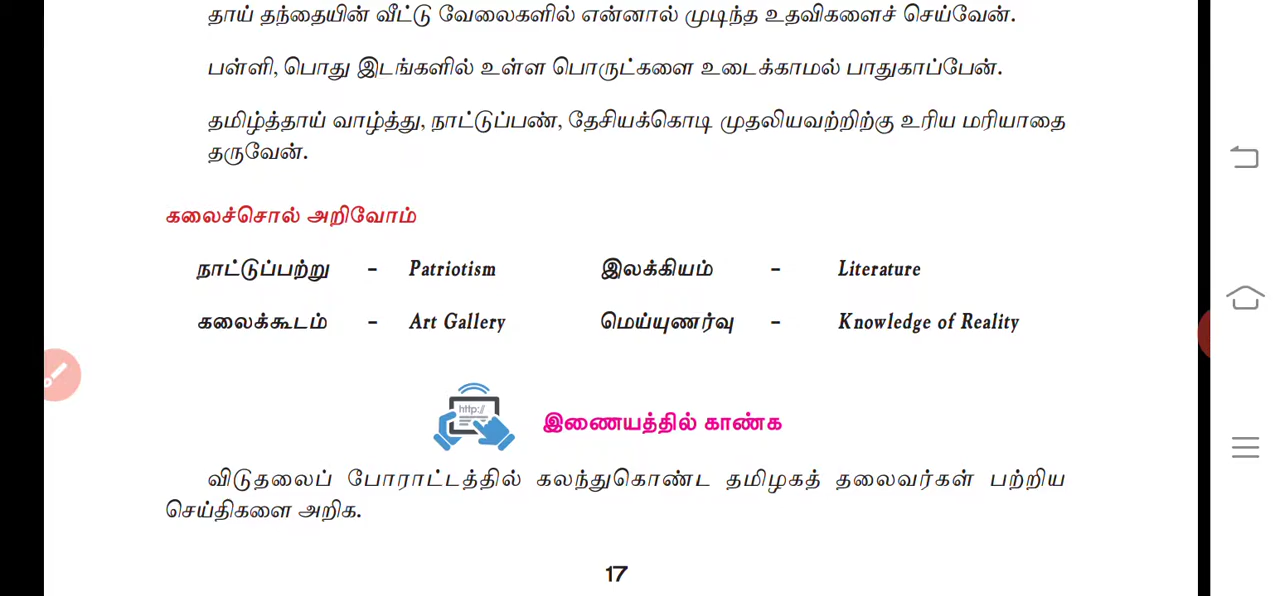 தாய் தந்தையின் வீட்டு வேலைகளில் என்னால் முடிந்த உதவிகளைச் செய்வேன்.
பள்ளி, பொது இடங்களில் உள்ள பொருட்களை உடைக்காமல் பாதுகாப்பேன்.
தமிழ்த்தாய் வாழ்த்து, நாட்டுப்பண், தேசியக்கொடி முதலியவற்றிற்கு உரிய மரியாதை
தருவேன்.
கலைச்சொல் அறிவோம்
நாட்டுப்பற்று - Patriotism இலக்கியம் - Literature
கலைக்கூடம் - Art Gallery மெய்யுணர்வு - Knowledge of Reality
http://
இணையத்தில் காண்க
விடுதலைப் போராட்டத்தில் கலந்துகொண்ட தமிழகத் தலைவர்கள் பற்றிய
செய்திகளை அறிக.
17